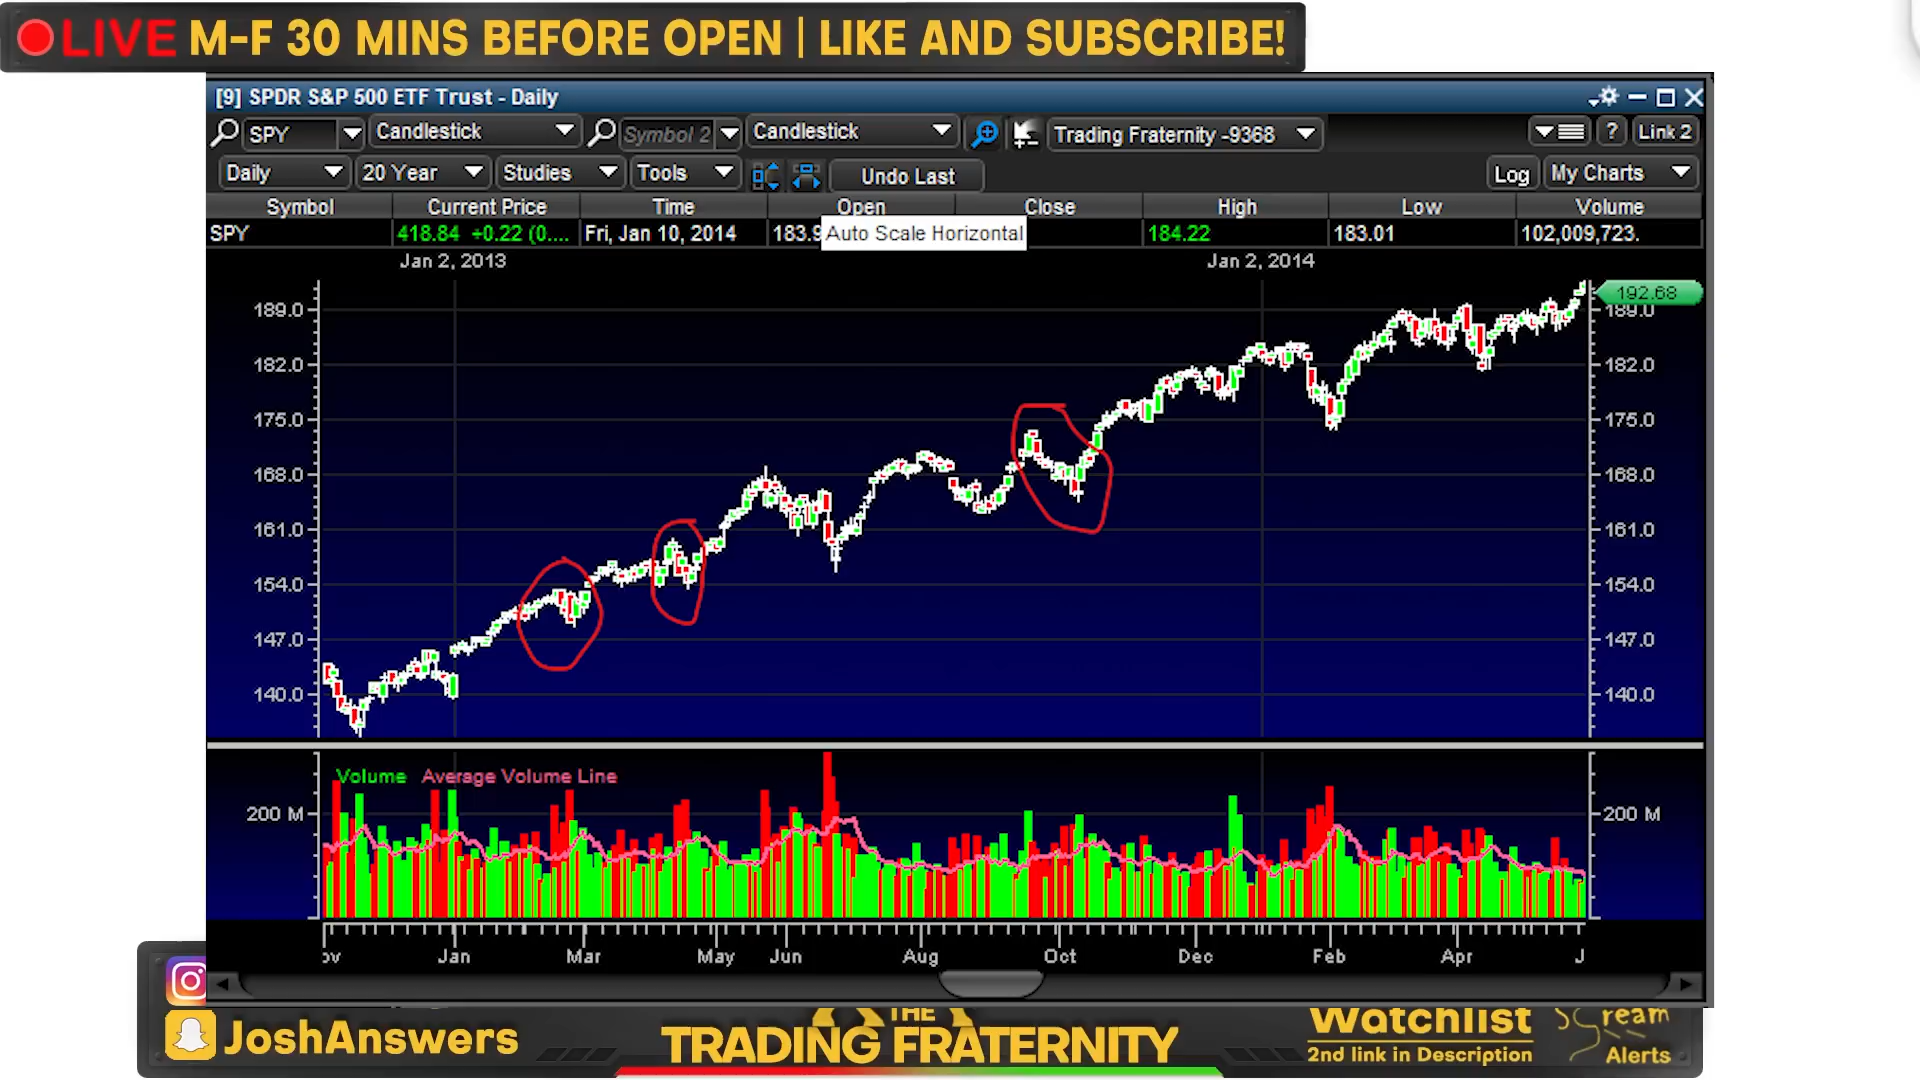 LIVE M-F 30 MINS BEFORE OPEN | LIKE AND SUBSCRIBE!
[9] SPDR S&P 500 ETF Trust - Daily
SPY Candlestick Symbol 2 Candlestick Trading Fraternity -9368 ? Link 2
Daily 20 Year Studies Tools Undo Last Log My Charts
Symbol Current Price Time Open Close High Low Volume
SPY 418.84 +0.22 (0.... Fri, Jan 10, 2014 183.9 Auto Scale Horizontal 184.22 183.01 102,009,723.
Jan 2, 2013 Jan 2, 2014
192.68
189.0 189.0
182.0 182.0
175.0 175.0
168.0 168.0
161.0 161.0
154.0 154.0
147.0 147.0
140.0 140.0
Volume Average Volume Line
200 M 200 M
ov Jan Mar May Jun Aug Oct Dec Feb Apr J
JoshAnswers
THE
TRADING FRATERNITY
Watchlist
2nd link in Description
Stream
Alerts